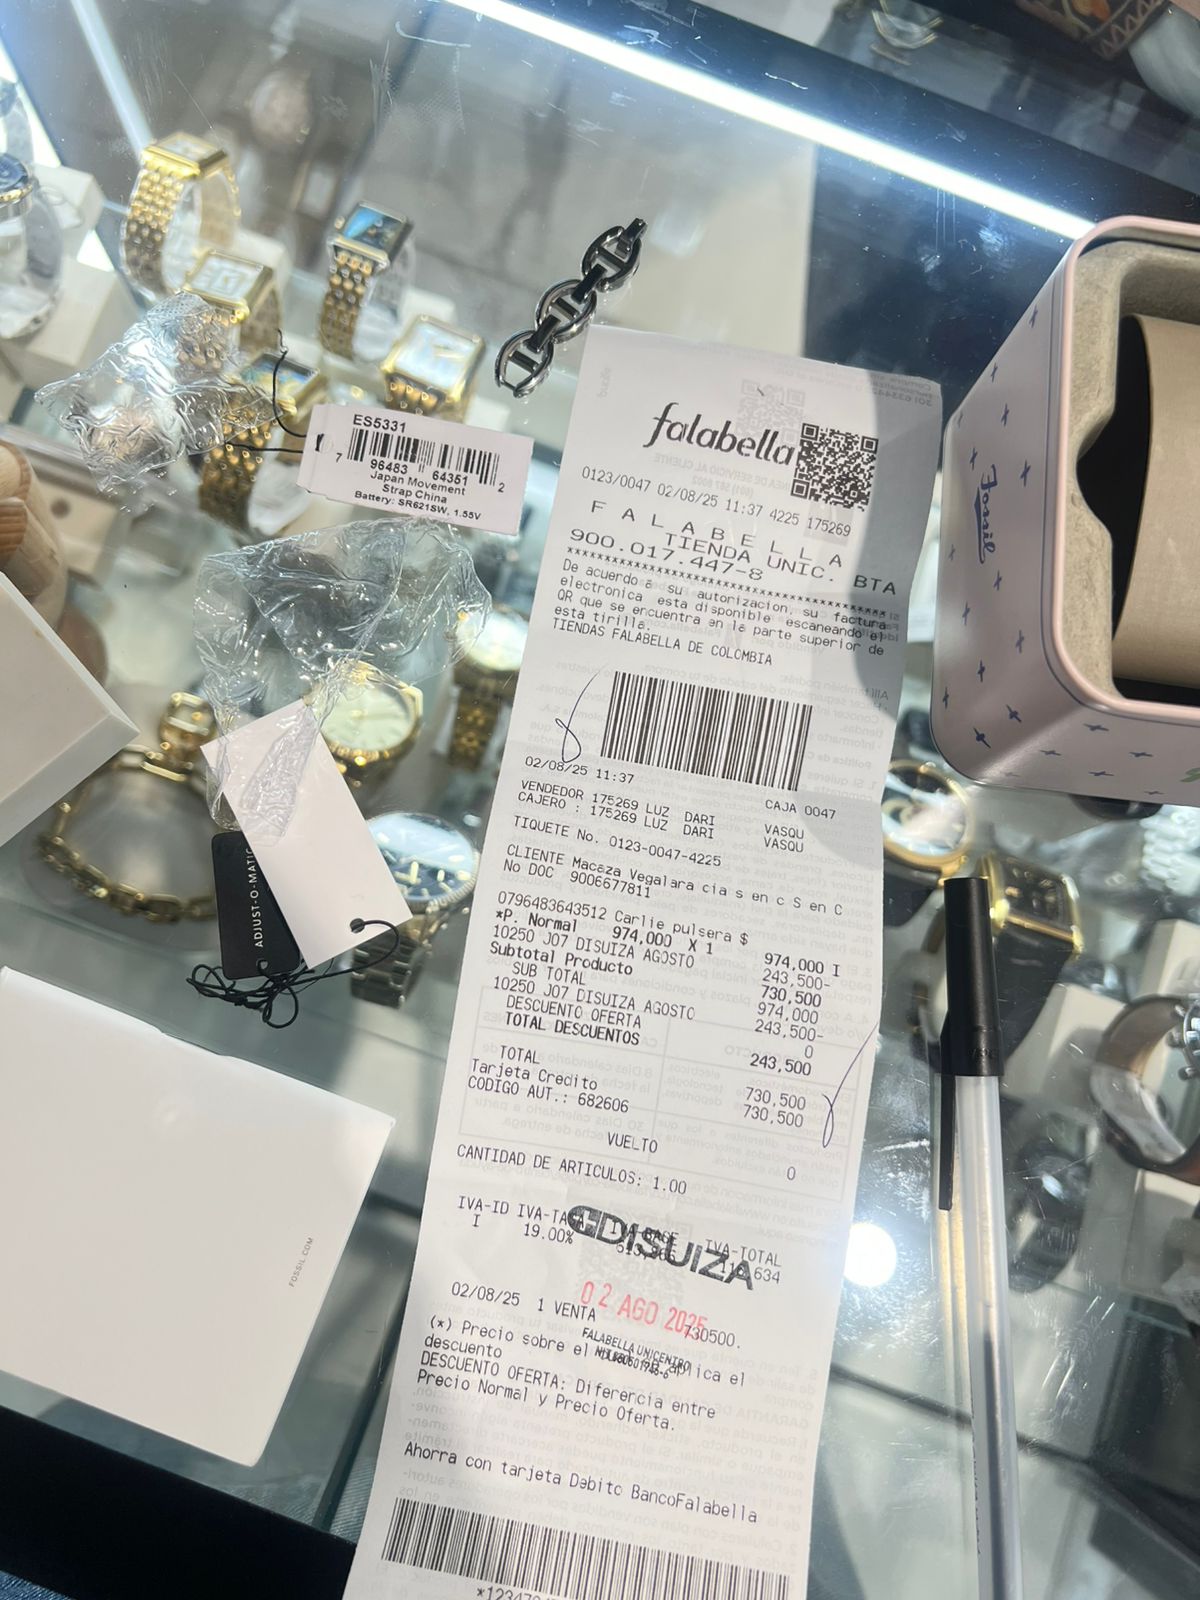 ES5331
7 96483 64351 2
Japan Movement
Strap China
Battery: SR621SW, 1.55V
ADJUST-O-MATIC
FOSSIL.COM
Fossil
falabella
0123/0047 02/08/25 11:37 4225 175269
F A L A B E L L A
TIENDA UNIC. BTA
900.017.447-8
De acuerdo a su autorizacion, su factura
electronica esta disponible escaneando el
QR que se encuentra en la parte superior de
esta tirilla.
TIENDAS FALABELLA DE COLOMBIA
02/08/25 11:37 CAJA 0047
VENDEDOR 175269 LUZ DARI VASQU
CAJERO : 175269 LUZ DARI VASQU
TIQUETE No. 0123-0047-4225
CLIENTE Macaza Vegalara cia s en c S en C
No DOC 9006677811
0796483643512 Carlie pulsera $ 974,000 I
*P. Normal 974,000 X 1
10250 J07 DISUIZA AGOSTO 243,500-
Subtotal Producto 730,500
SUB TOTAL 974,000
10250 J07 DISUIZA AGOSTO 243,500-
DESCUENTO OFERTA 0
TOTAL DESCUENTOS 243,500
TOTAL 730,500
Tarjeta Credito 730,500
CODIGO AUT.: 682606
VUELTO 0
CANTIDAD DE ARTICULOS: 1.00
IVA-ID IVA-TASA IVA-TOTAL
I 19.00% 634
DISUIZA
02 AGO 2025
02/08/25 1 VENTA 730500.
FALABELLA UNICENTRO
(*) Precio sobre el aplica el
descuento
DESCUENTO OFERTA: Diferencia entre
Precio Normal y Precio Oferta.
Ahorra con tarjeta Debito BancoFalabella